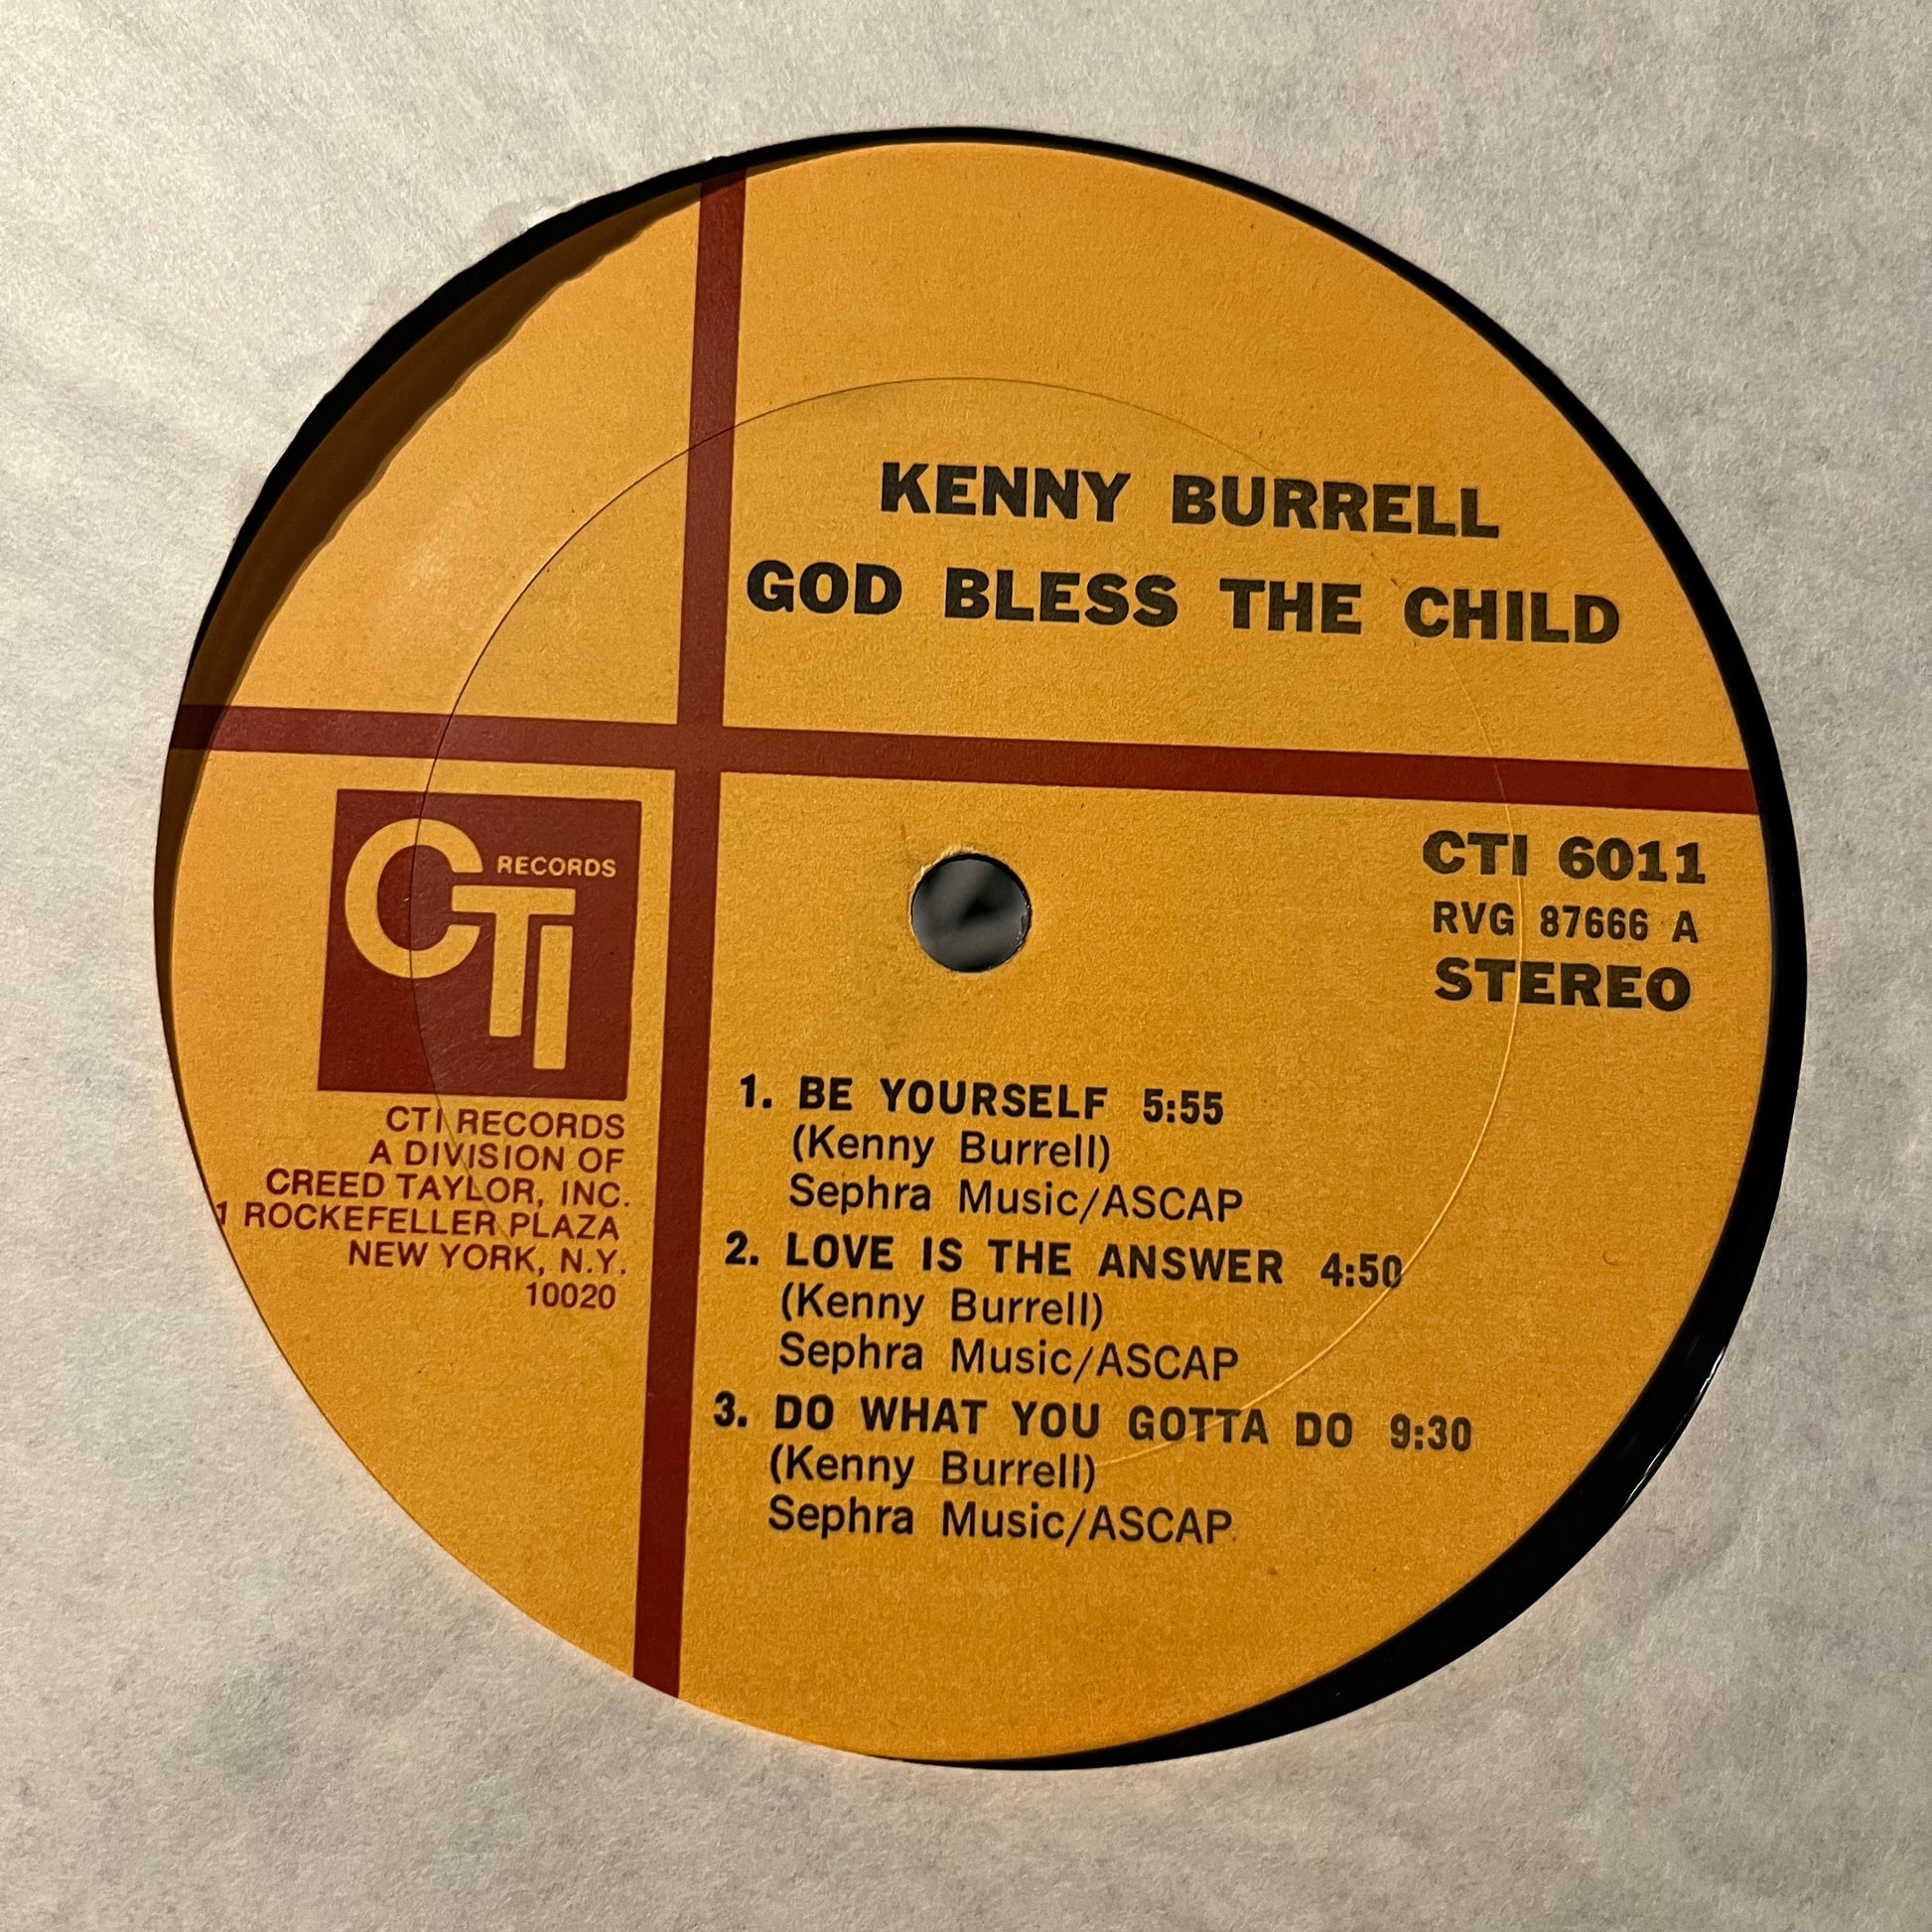 KENNY BURRELL
GOD BLESS THE CHILD
CTI RECORDS
CTI RECORDS
A DIVISION OF
CREED TAYLOR, INC.
1 ROCKEFELLER PLAZA
NEW YORK, N.Y.
10020
CTI 6011
RVG 87666 A
STEREO
1. BE YOURSELF 5:55
(Kenny Burrell)
Sephra Music/ASCAP
2. LOVE IS THE ANSWER 4:50
(Kenny Burrell)
Sephra Music/ASCAP
3. DO WHAT YOU GOTTA DO 9:30
(Kenny Burrell)
Sephra Music/ASCAP